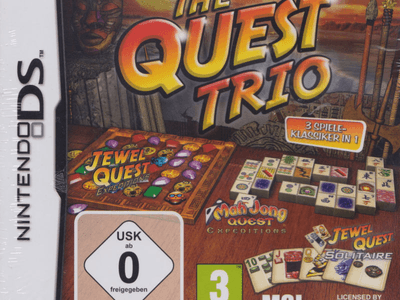 THE
QUEST
TRIO
3 SPIELE-
KLASSIKER IN 1
NINTENDO DS
TM
JEWEL
QUEST
EXPEDITIONS
MahJong
QUEST
EXPEDITIONS
JEWEL
QUEST
SOLITAIRE
USK
ab
0
freigegeben
3
LICENSED BY